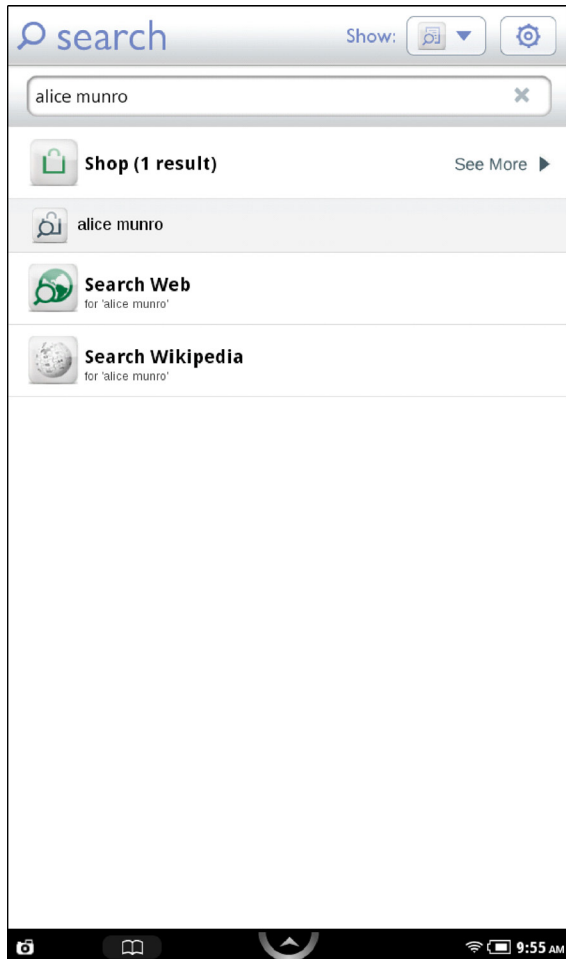 search Show:
alice munro
Shop (1 result) See More
alice munro
Search Web
for 'alice munro'
Search Wikipedia
for 'alice munro'
9:55 AM